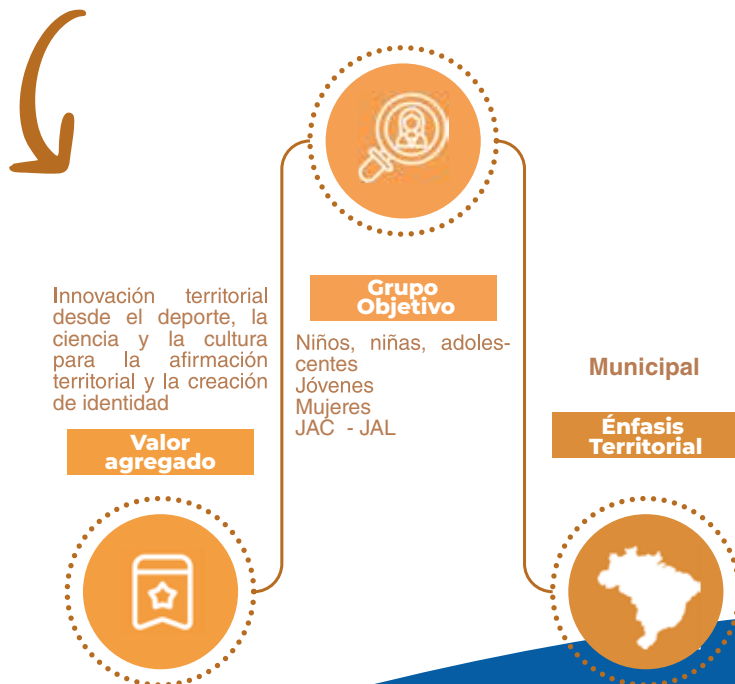 Innovación territorial
desde el deporte, la
ciencia y la cultura
para la afirmación
territorial y la creación
de identidad
Valor
agregado
Grupo
Objetivo
Niños, niñas, adoles-
centes
Jóvenes
Mujeres
JAC - JAL
Municipal
Énfasis
Territorial